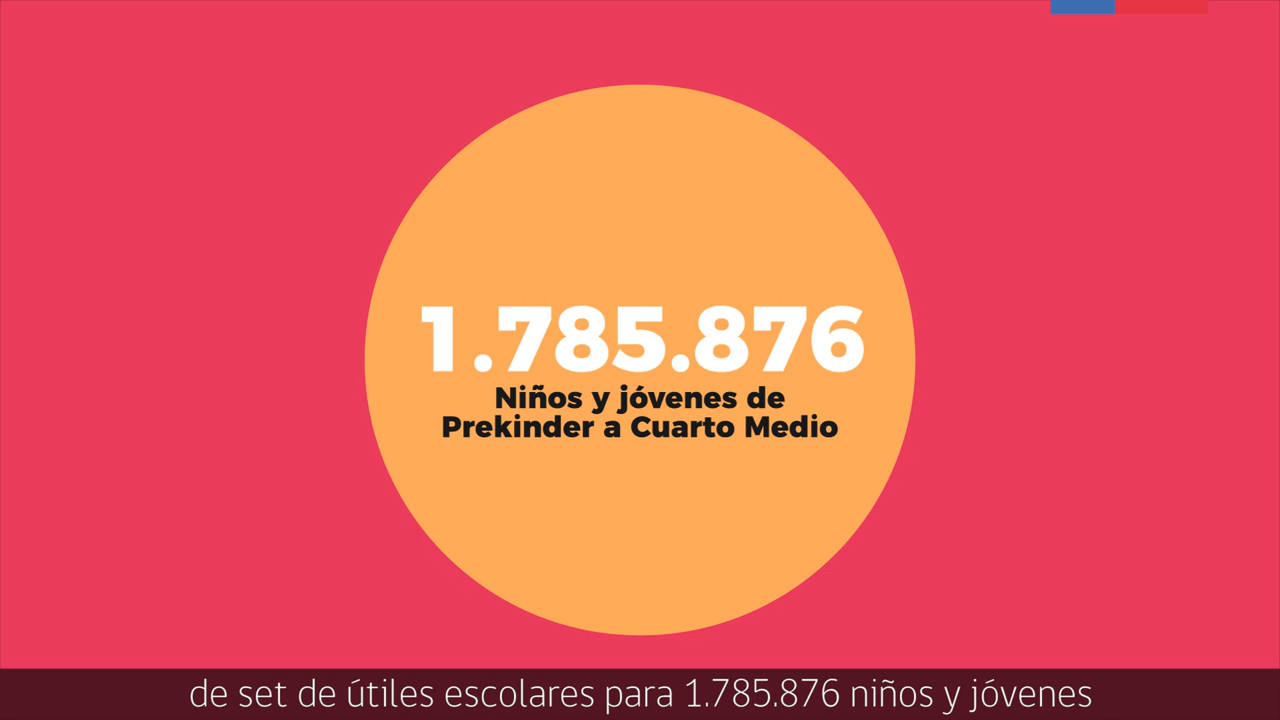 1.785.876
Niños y jóvenes de
Prekinder a Cuarto Medio
de set de útiles escolares para 1.785.876 niños y jóvenes